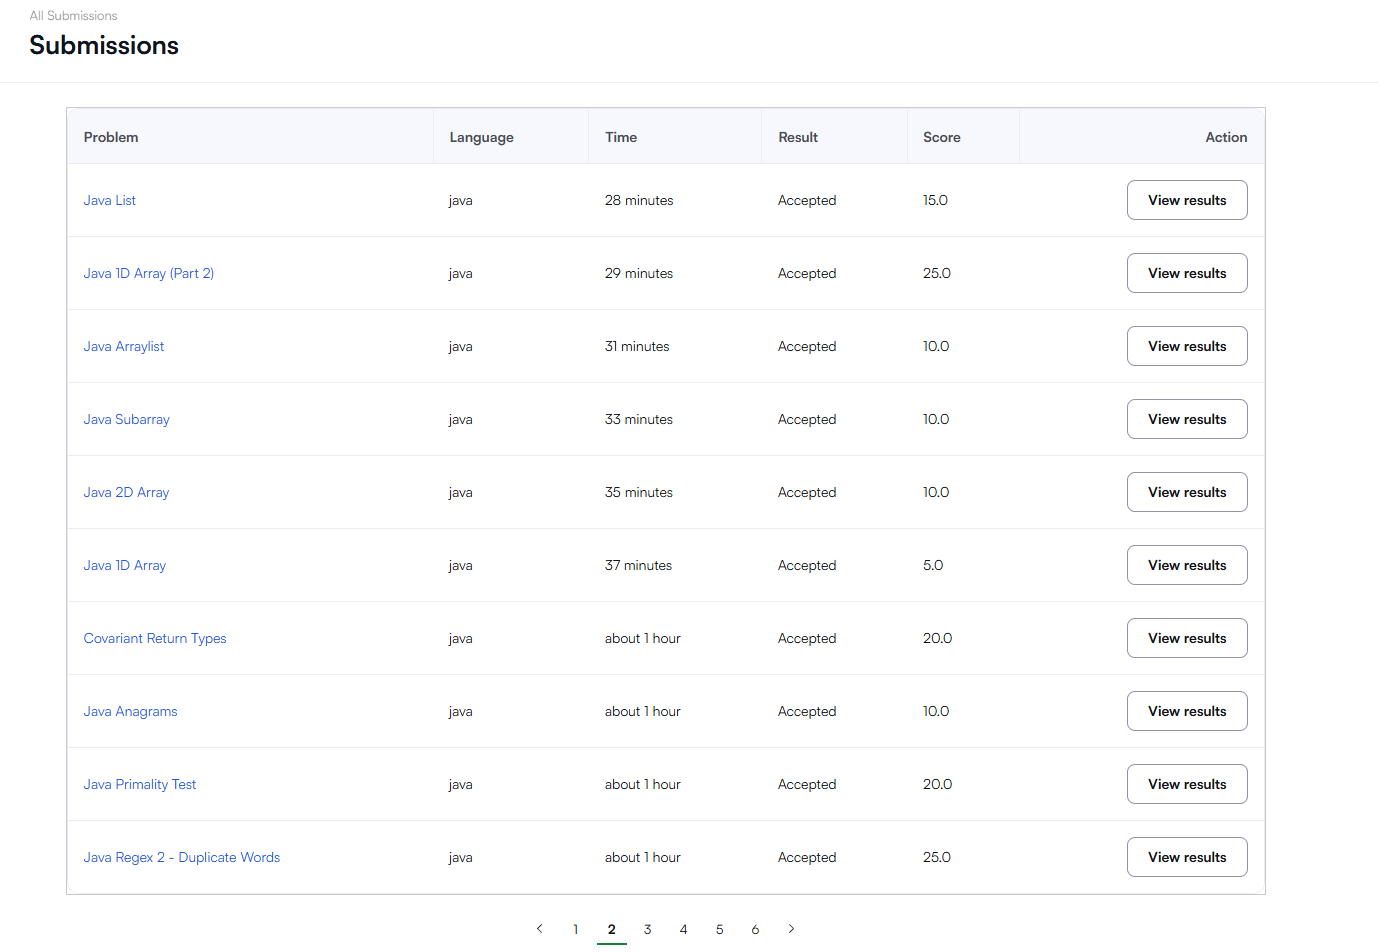 All Submissions
Submissions
Problem Language Time Result Score Action
Java List java 28 minutes Accepted 15.0 View results
Java 1D Array (Part 2) java 29 minutes Accepted 25.0 View results
Java Arraylist java 31 minutes Accepted 10.0 View results
Java Subarray java 33 minutes Accepted 10.0 View results
Java 2D Array java 35 minutes Accepted 10.0 View results
Java 1D Array java 37 minutes Accepted 5.0 View results
Covariant Return Types java about 1 hour Accepted 20.0 View results
Java Anagrams java about 1 hour Accepted 10.0 View results
Java Primality Test java about 1 hour Accepted 20.0 View results
Java Regex 2 - Duplicate Words java about 1 hour Accepted 25.0 View results
1 2 3 4 5 6